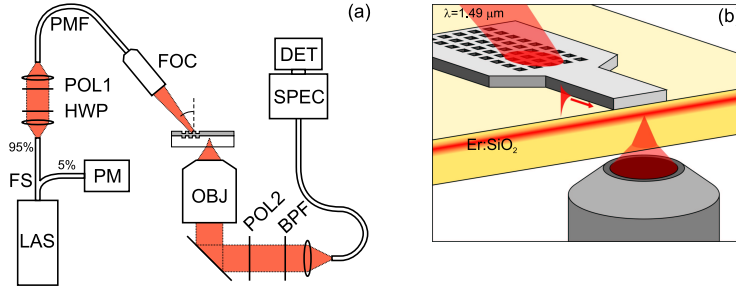 (a)
PMF
FOC
POL1
HWP
95%
5%
FS
PM
LAS
OBJ
POL2
BPF
DET
SPEC
(b)
λ=1.49 μm
Er:SiO₂